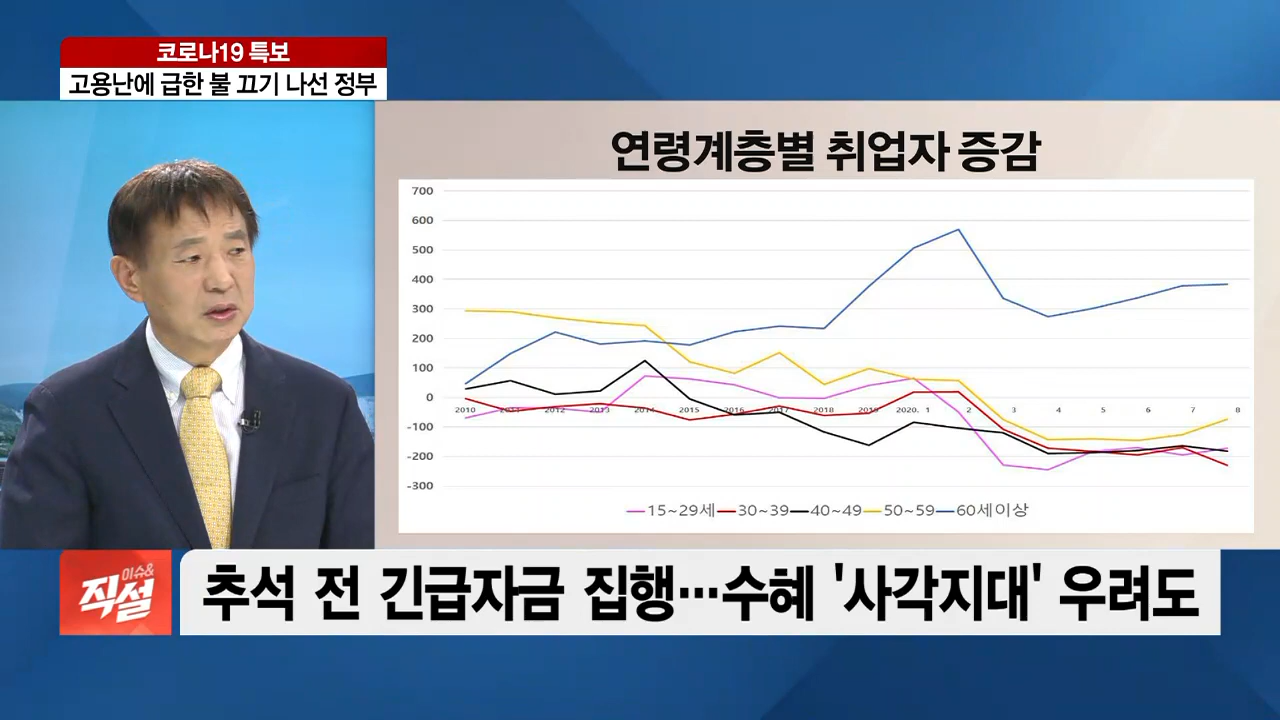 코로나19 특보
고용난에 급한 불 끄기 나선 정부
연령계층별 취업자 증감
700
600
500
400
300
200
100
0
-100
-200
-300
2010 2011 2012 2013 2014 2015 2016 2017 2018 2019 2020. 1 2 3 4 5 6 7 8
15~29세 30~39 40~49 50~59 60세이상
이슈&
직설
추석 전 긴급자금 집행···수혜 '사각지대' 우려도